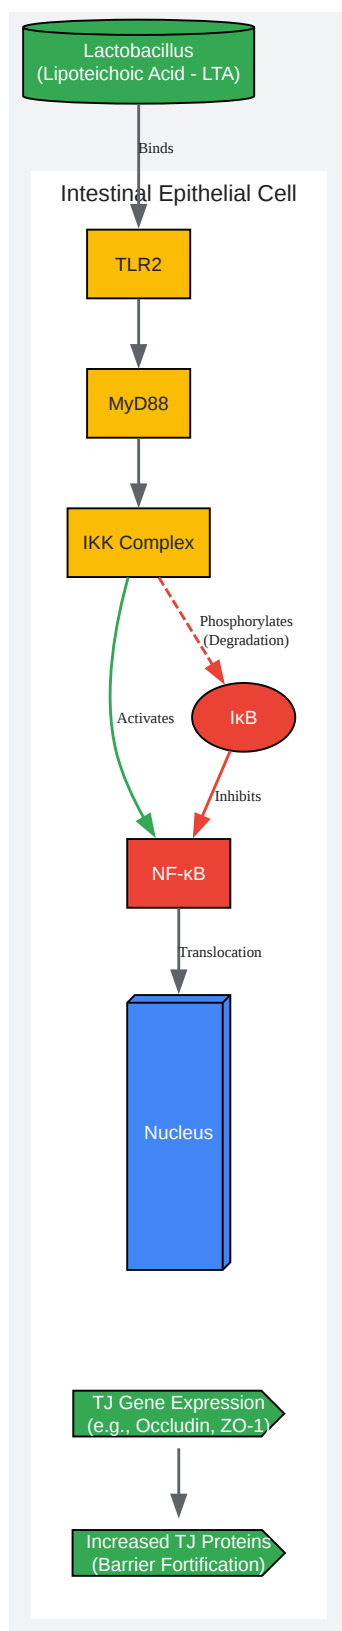 Lactobacillus
(Lipoteichoic Acid - LTA)
Binds
Intestinal Epithelial Cell
TLR2
MyD88
IKK Complex
Phosphorylates
(Degradation)
IκB
Activates
Inhibits
NF-κB
Translocation
Nucleus
TJ Gene Expression
(e.g., Occludin, ZO-1)
Increased TJ Proteins
(Barrier Fortification)